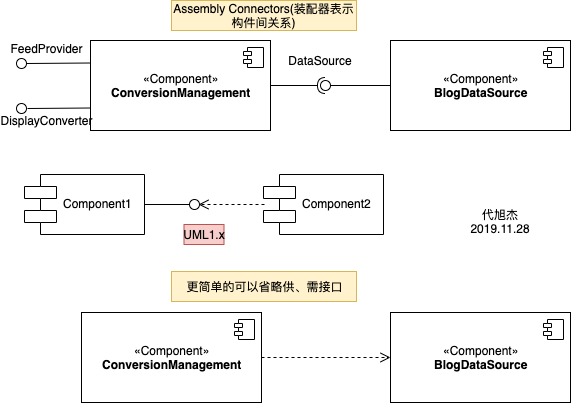 Assembly Connectors(装配器表示
构件间关系)
FeedProvider
DisplayConverter
«Component»
ConversionManagement
DataSource
«Component»
BlogDataSource
Component1
UML1.x
Component2
代旭杰
2019.11.28
更简单的可以省略供、需接口
«Component»
ConversionManagement
«Component»
BlogDataSource